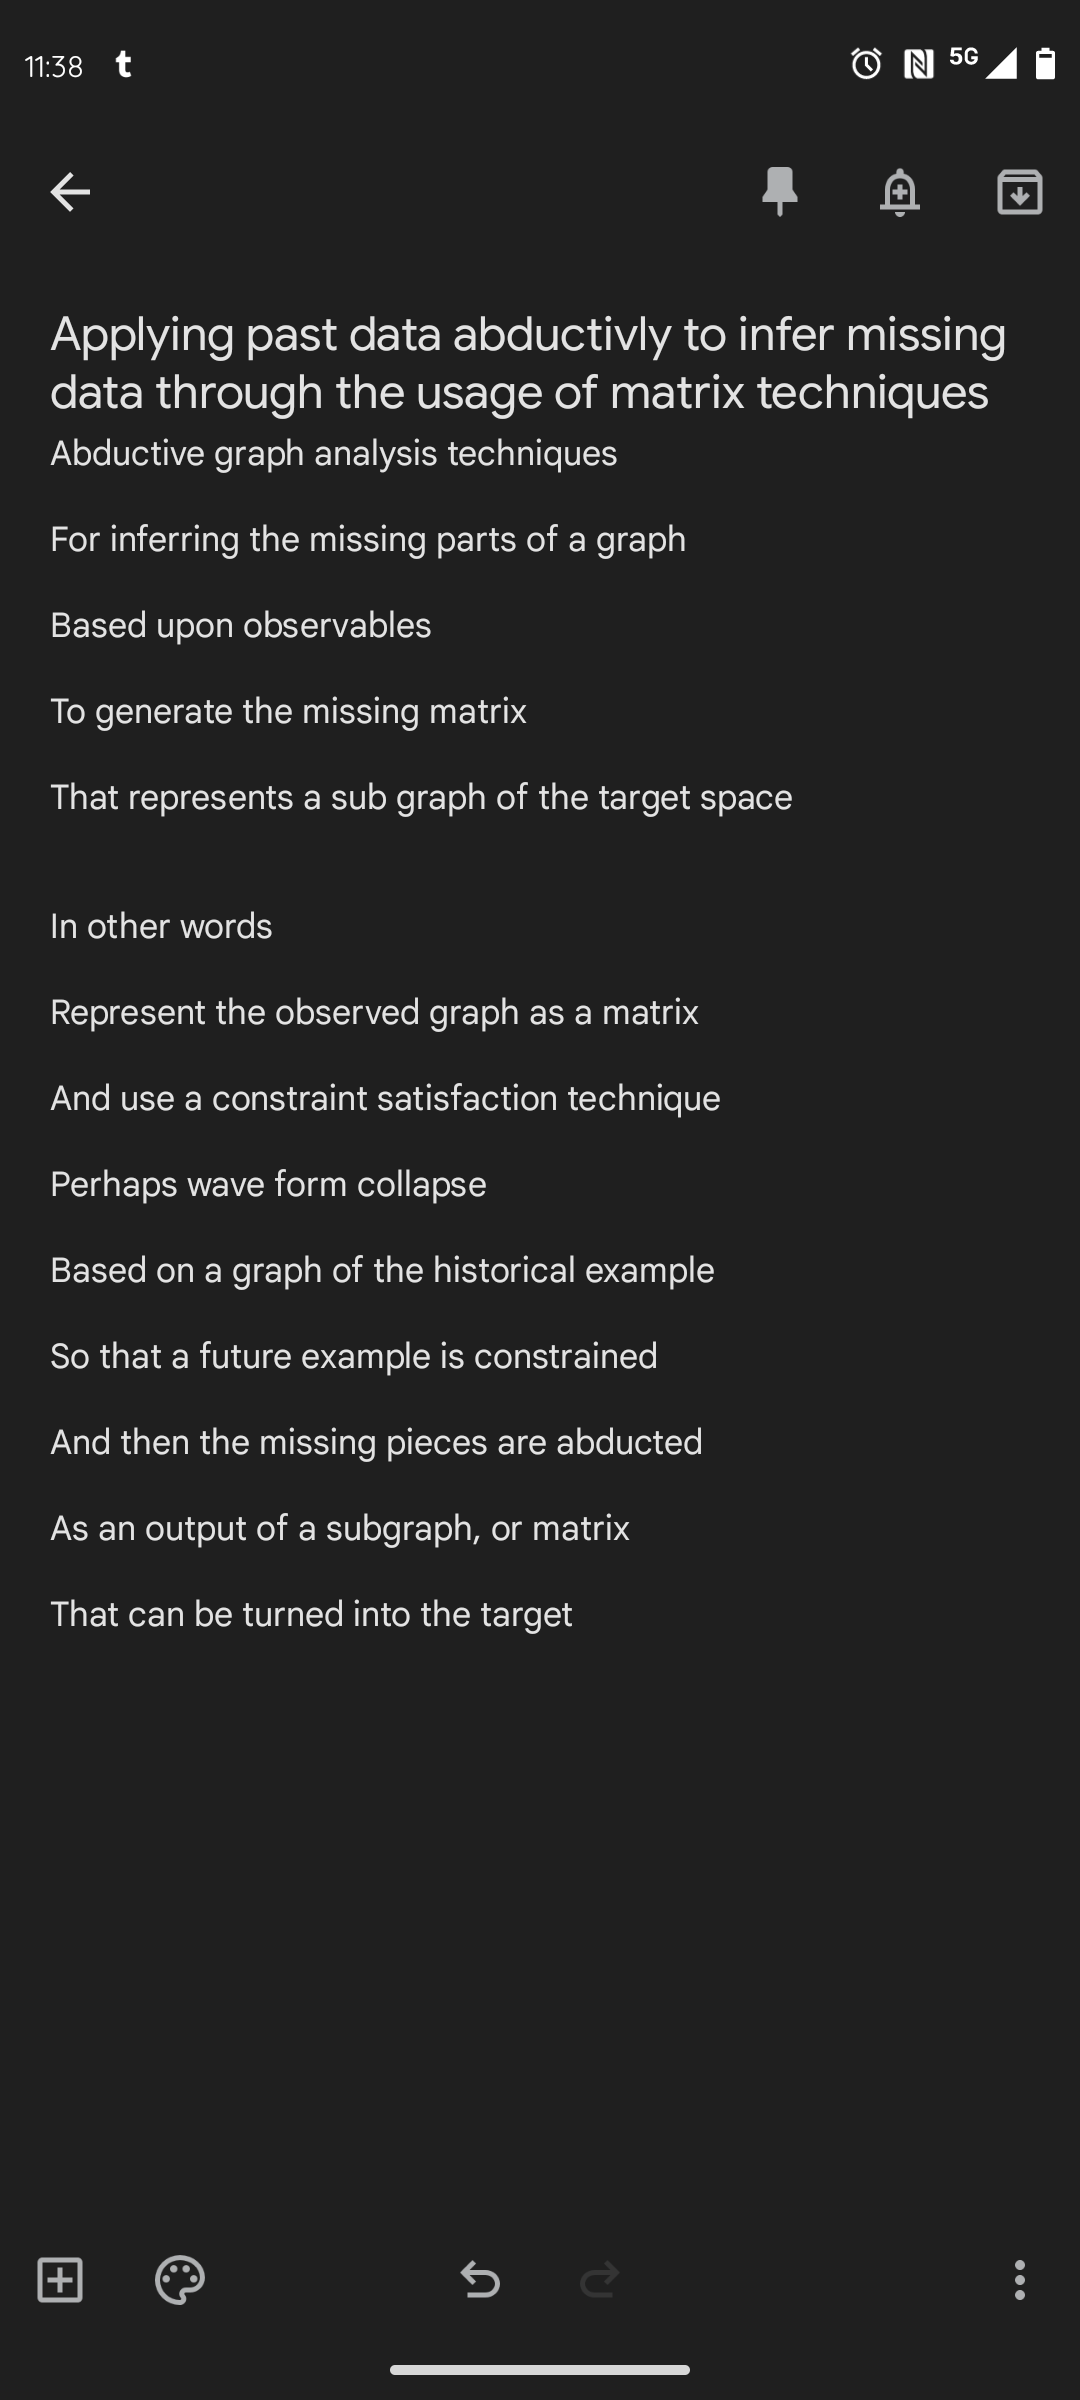 11:38 t 5G
Applying past data abductivly to infer missing
data through the usage of matrix techniques
Abductive graph analysis techniques
For inferring the missing parts of a graph
Based upon observables
To generate the missing matrix
That represents a sub graph of the target space
In other words
Represent the observed graph as a matrix
And use a constraint satisfaction technique
Perhaps wave form collapse
Based on a graph of the historical example
So that a future example is constrained
And then the missing pieces are abducted
As an output of a subgraph, or matrix
That can be turned into the target